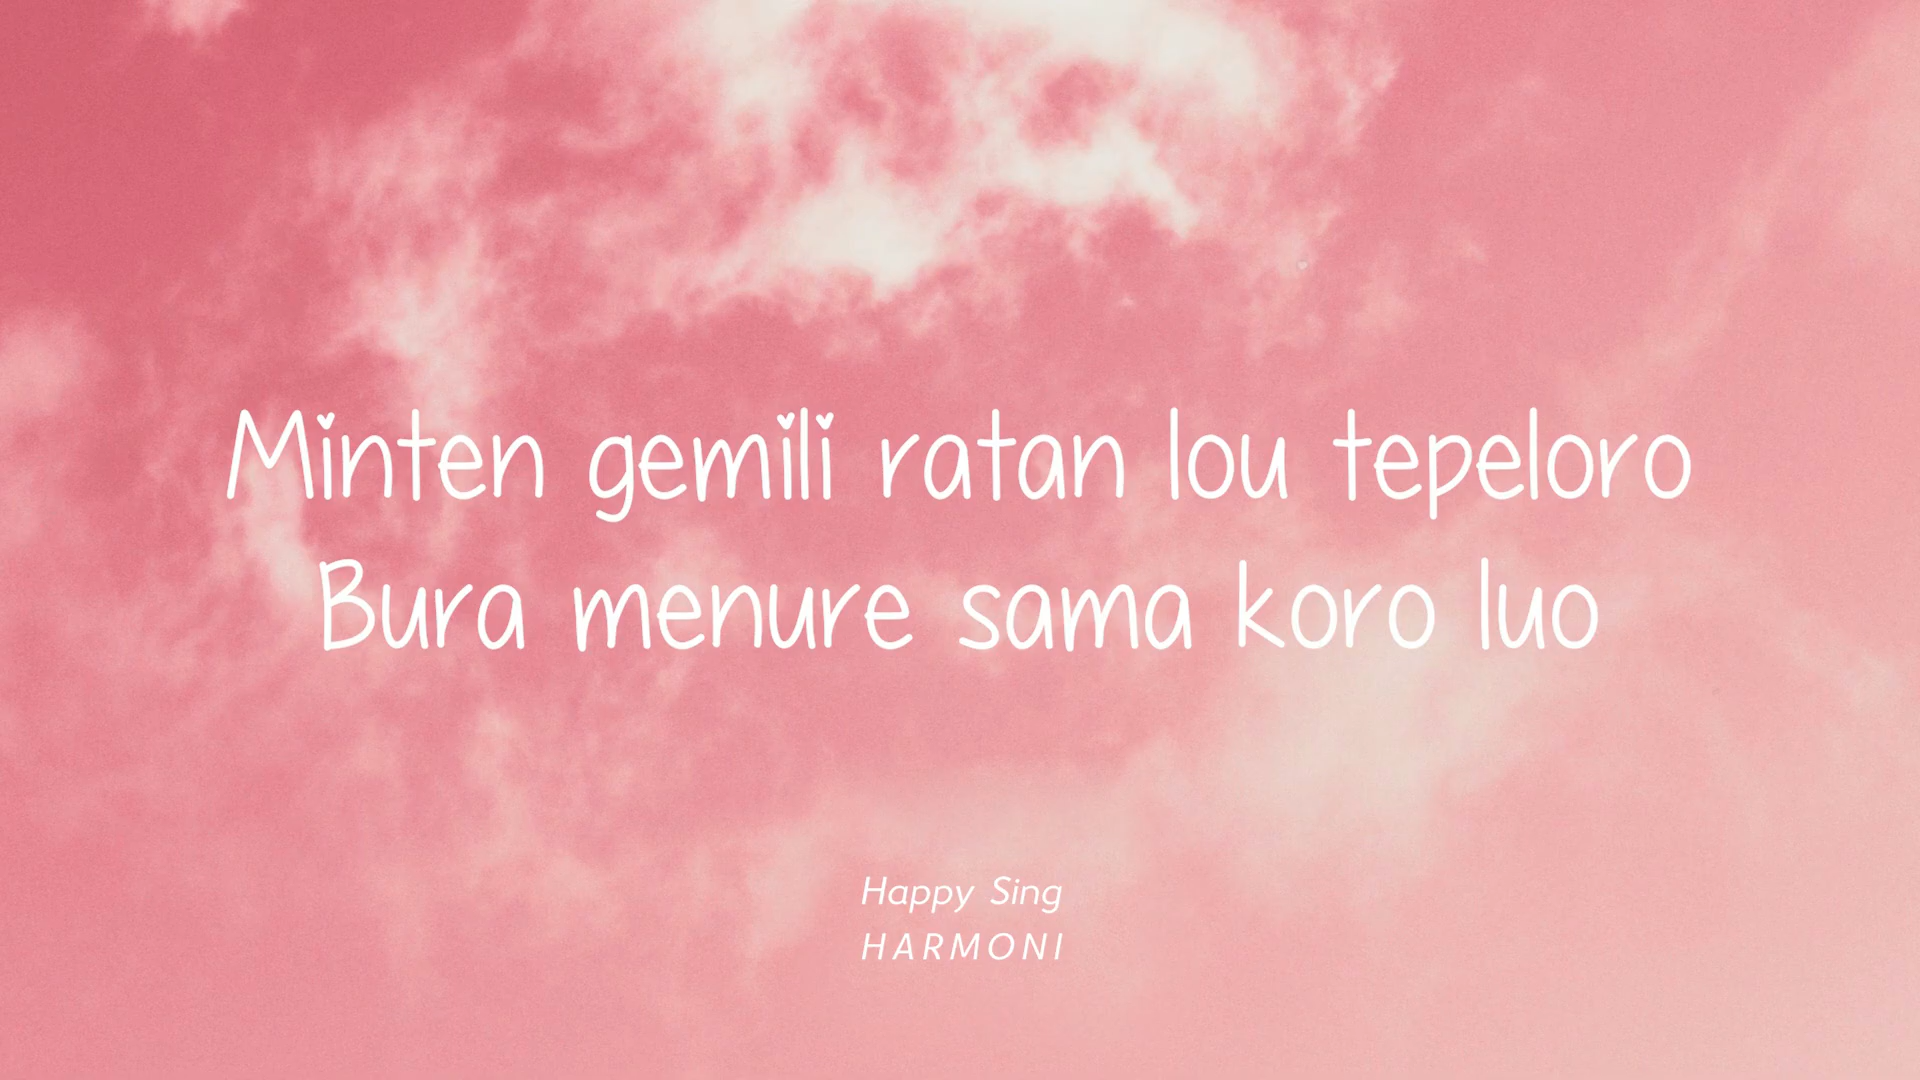 Minten gemili ratan lou tepeloro
Bura menure sama koro luo
Happy Sing
HARMONI